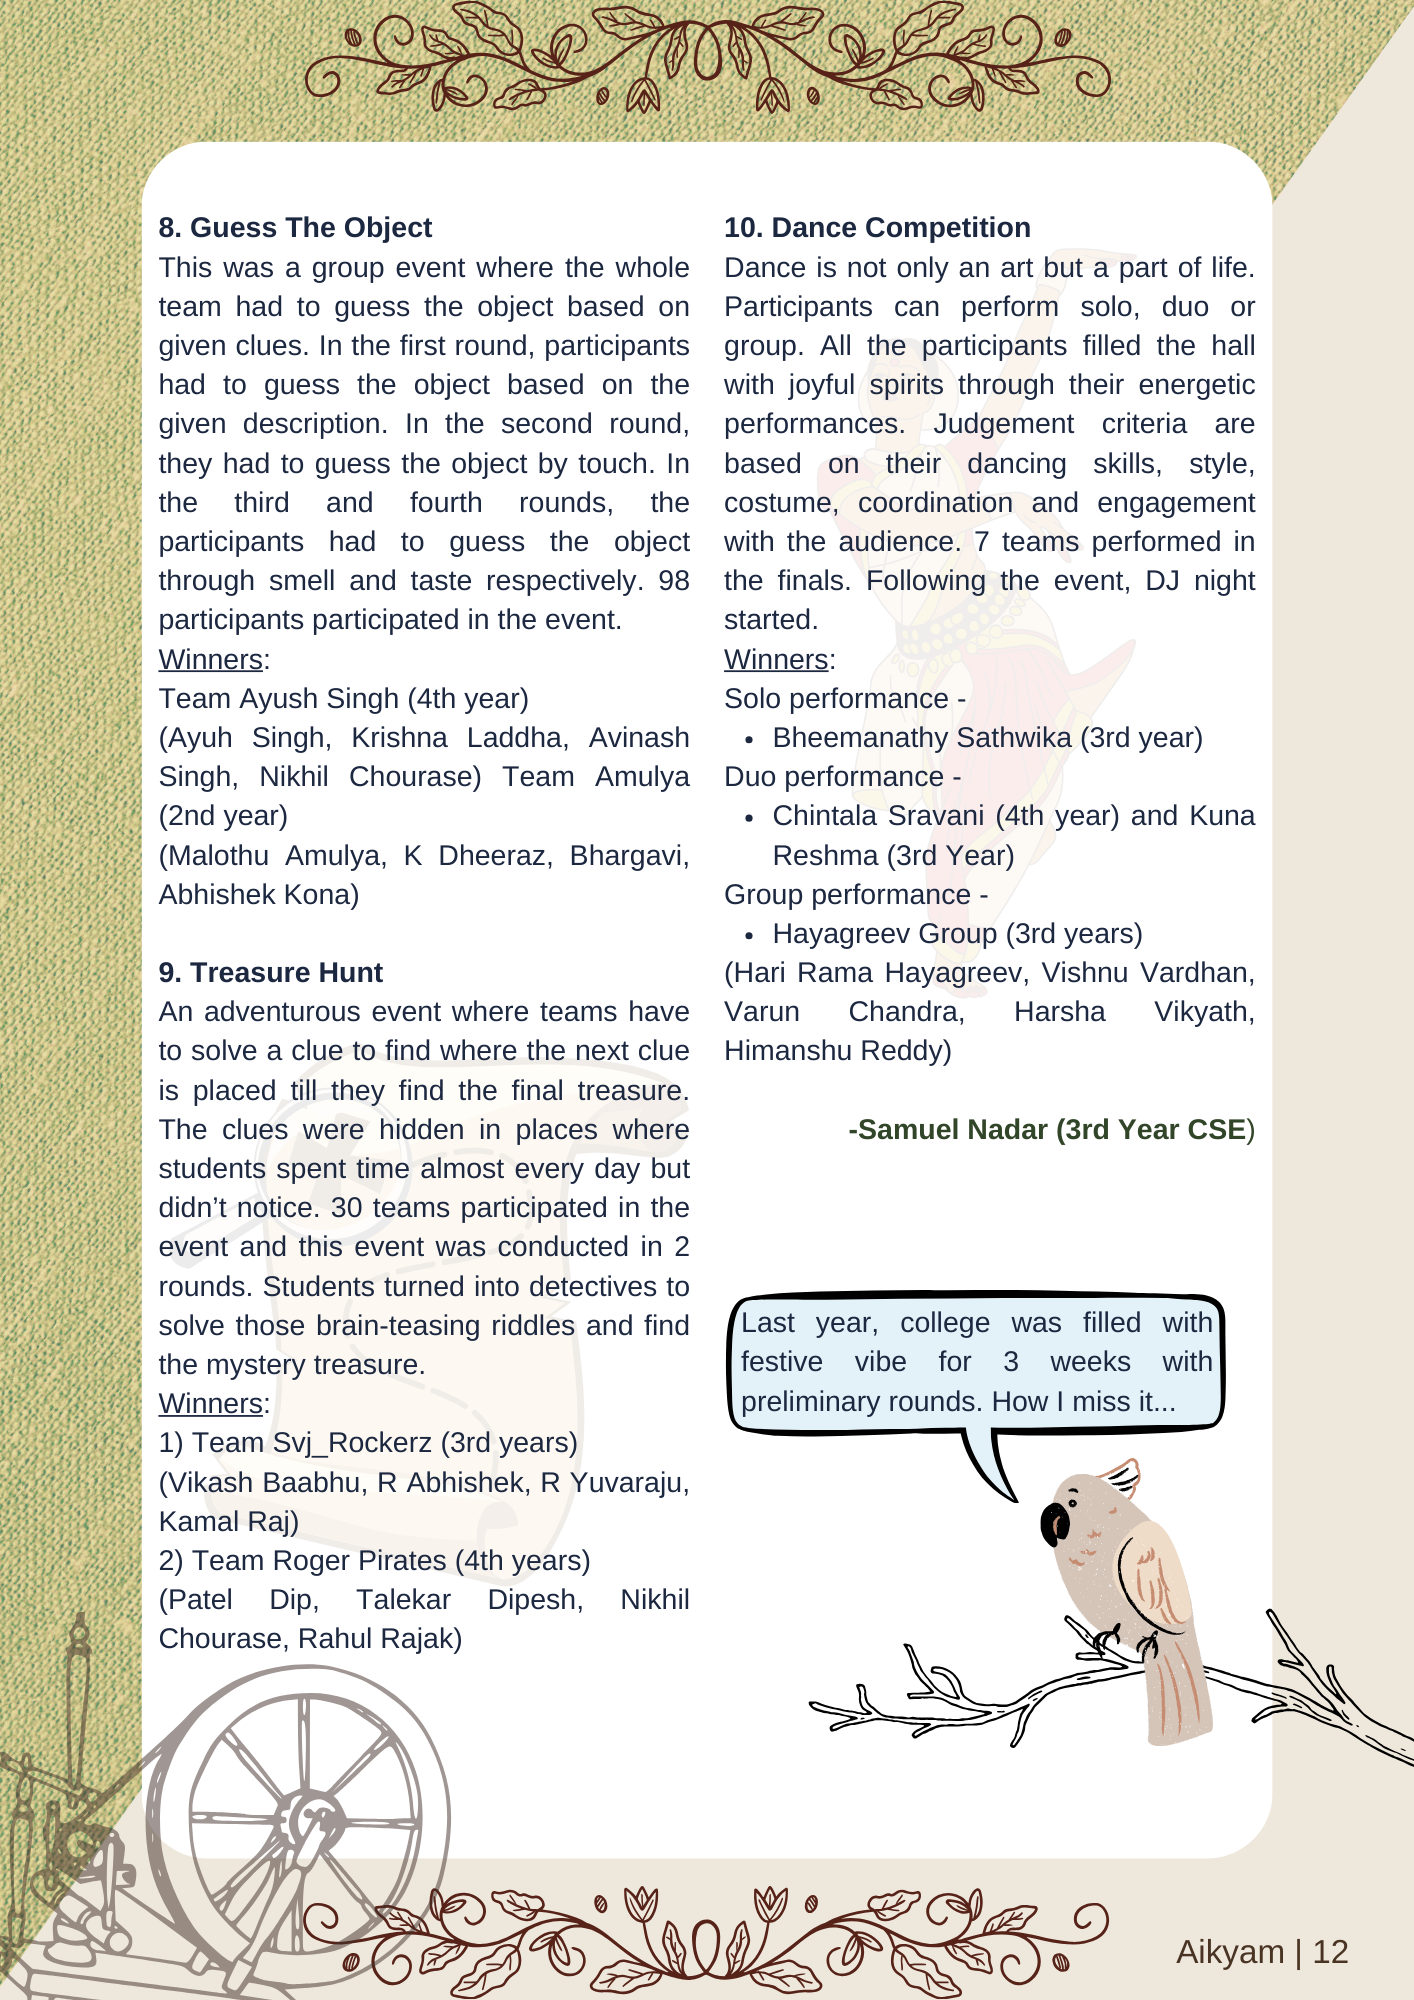 8. Guess The Object
This was a group event where the whole
team had to guess the object based on
given clues. In the first round, participants
had to guess the object based on the
given description. In the second round,
they had to guess the object by touch. In
the third and fourth rounds, the
participants had to guess the object
through smell and taste respectively. 98
participants participated in the event.
Winners:
Team Ayush Singh (4th year)
(Ayuh Singh, Krishna Laddha, Avinash
Singh, Nikhil Chourase) Team Amulya
(2nd year)
(Malothu Amulya, K Dheeraz, Bhargavi,
Abhishek Kona)
9. Treasure Hunt
An adventurous event where teams have
to solve a clue to find where the next clue
is placed till they find the final treasure.
The clues were hidden in places where
students spent time almost every day but
didn’t notice. 30 teams participated in the
event and this event was conducted in 2
rounds. Students turned into detectives to
solve those brain-teasing riddles and find
the mystery treasure.
Winners:
1) Team Svj_Rockerz (3rd years)
(Vikash Baabhu, R Abhishek, R Yuvaraju,
Kamal Raj)
2) Team Roger Pirates (4th years)
(Patel Dip, Talekar Dipesh, Nikhil
Chourase, Rahul Rajak)
10. Dance Competition
Dance is not only an art but a part of life.
Participants can perform solo, duo or
group. All the participants filled the hall
with joyful spirits through their energetic
performances. Judgement criteria are
based on their dancing skills, style,
costume, coordination and engagement
with the audience. 7 teams performed in
the finals. Following the event, DJ night
started.
Winners:
Solo performance -
• Bheemanathy Sathwika (3rd year)
Duo performance -
• Chintala Sravani (4th year) and Kuna
Reshma (3rd Year)
Group performance -
• Hayagreev Group (3rd years)
(Hari Rama Hayagreev, Vishnu Vardhan,
Varun Chandra, Harsha Vikyath,
Himanshu Reddy)
-Samuel Nadar (3rd Year CSE)
Last year, college was filled with
festive vibe for 3 weeks with
preliminary rounds. How I miss it...
Aikyam | 12